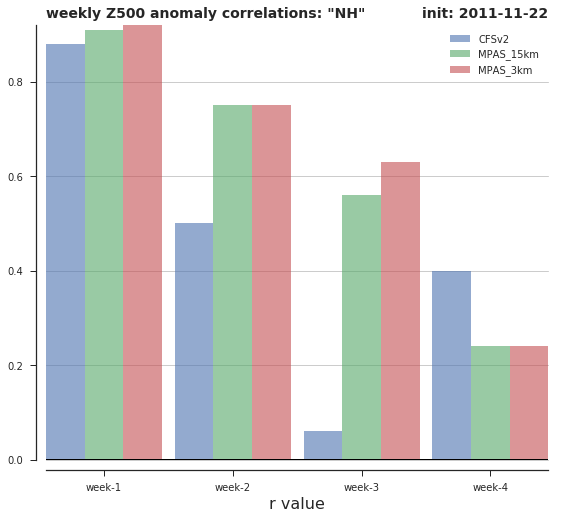 weekly Z500 anomaly correlations: "NH" init: 2011-11-22
CFSv2
MPAS_15km
MPAS_3km
0.8
0.6
0.4
0.2
0.0
week-1 week-2 week-3 week-4
r value